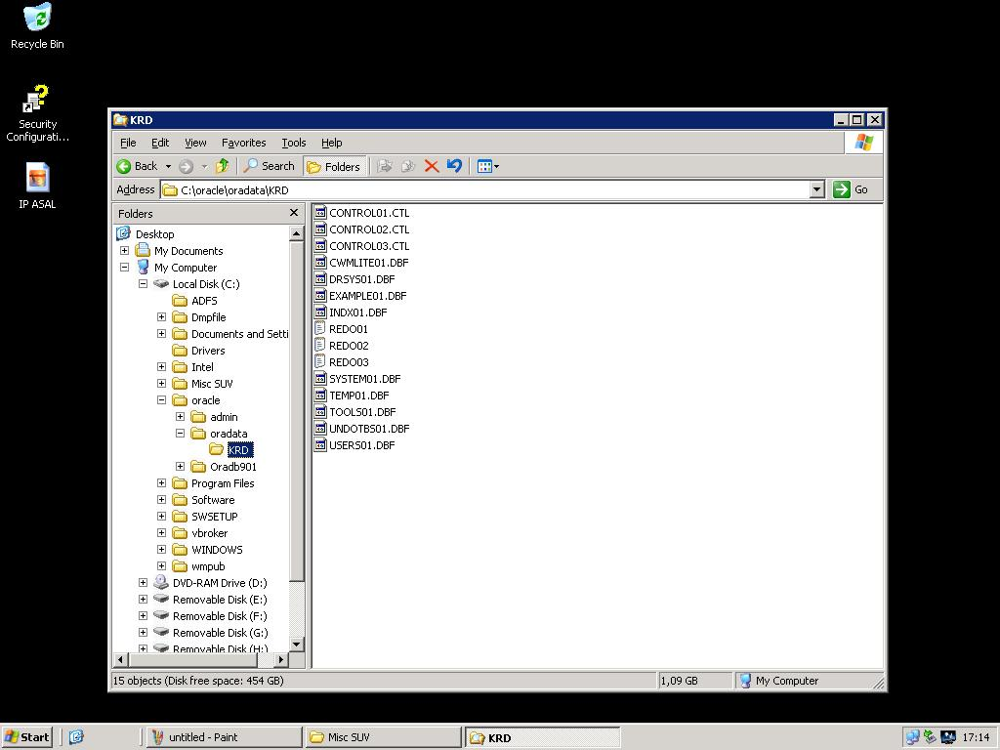 Recycle Bin
Security
Configurati...
IP ASAL
KRD
File Edit View Favorites Tools Help
Back Search Folders
Address C:\oracle\oradata\KRD Go
Folders
Desktop
My Documents
My Computer
Local Disk (C:)
ADFS
Dmpfile
Documents and Setti
Drivers
Intel
Misc SUV
oracle
admin
oradata
KRD
Oradb901
Program Files
Software
SWSETUP
vbroker
WINDOWS
wmpub
DVD-RAM Drive (D:)
Removable Disk (E:)
Removable Disk (F:)
Removable Disk (G:)
Removable Disk (H:)
CONTROL01.CTL
CONTROL02.CTL
CONTROL03.CTL
CWMLITE01.DBF
DRSYS01.DBF
EXAMPLE01.DBF
INDX01.DBF
REDO01
REDO02
REDO03
SYSTEM01.DBF
TEMP01.DBF
TOOLS01.DBF
UNDOTBS01.DBF
USERS01.DBF
15 objects (Disk free space: 454 GB) 1,09 GB My Computer
Start untitled - Paint Misc SUV KRD 17:14